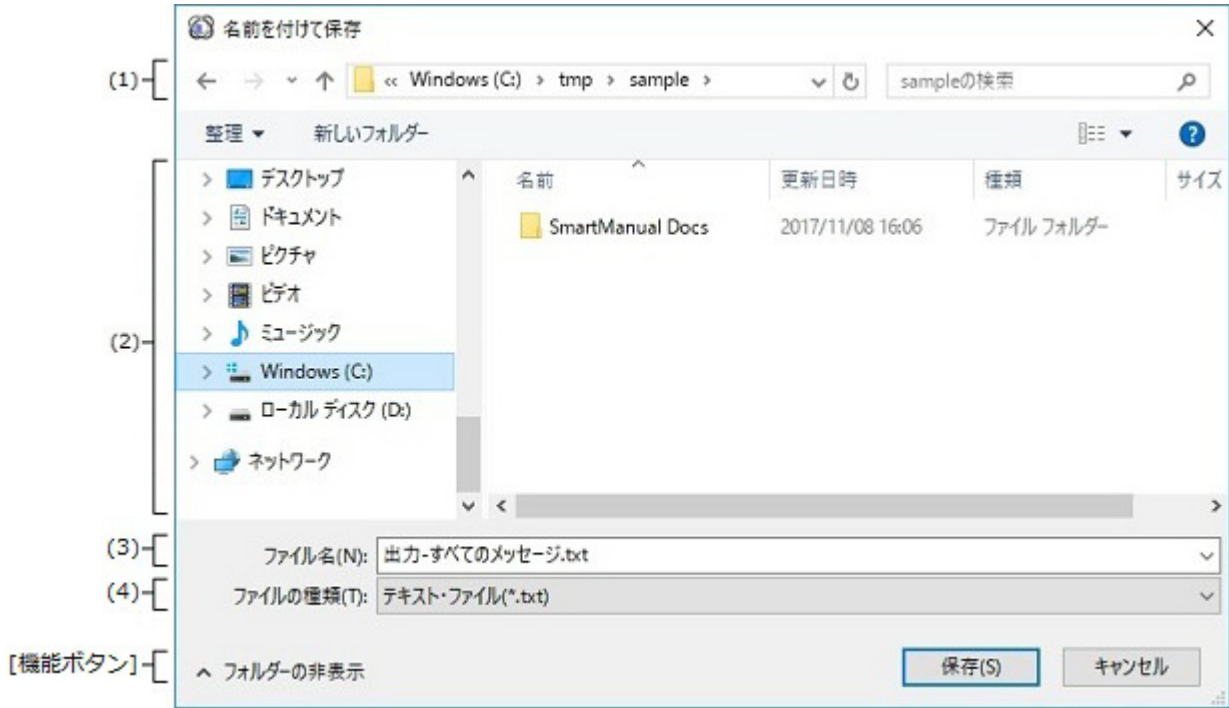 名前を付けて保存
(1)
« Windows (C:) › tmp › sample ›
sampleの検索
整理 新しいフォルダー
(2)
デスクトップ
ドキュメント
ピクチャ
ビデオ
ミュージック
Windows (C:)
ローカル ディスク (D:)
ネットワーク
名前 更新日時 種類 サイズ
SmartManual Docs 2017/11/08 16:06 ファイル フォルダー
(3)
ファイル名(N): 出力-すべてのメッセージ.txt
(4)
ファイルの種類(T): テキスト・ファイル(*.txt)
[機能ボタン]
フォルダーの非表示 保存(S) キャンセル